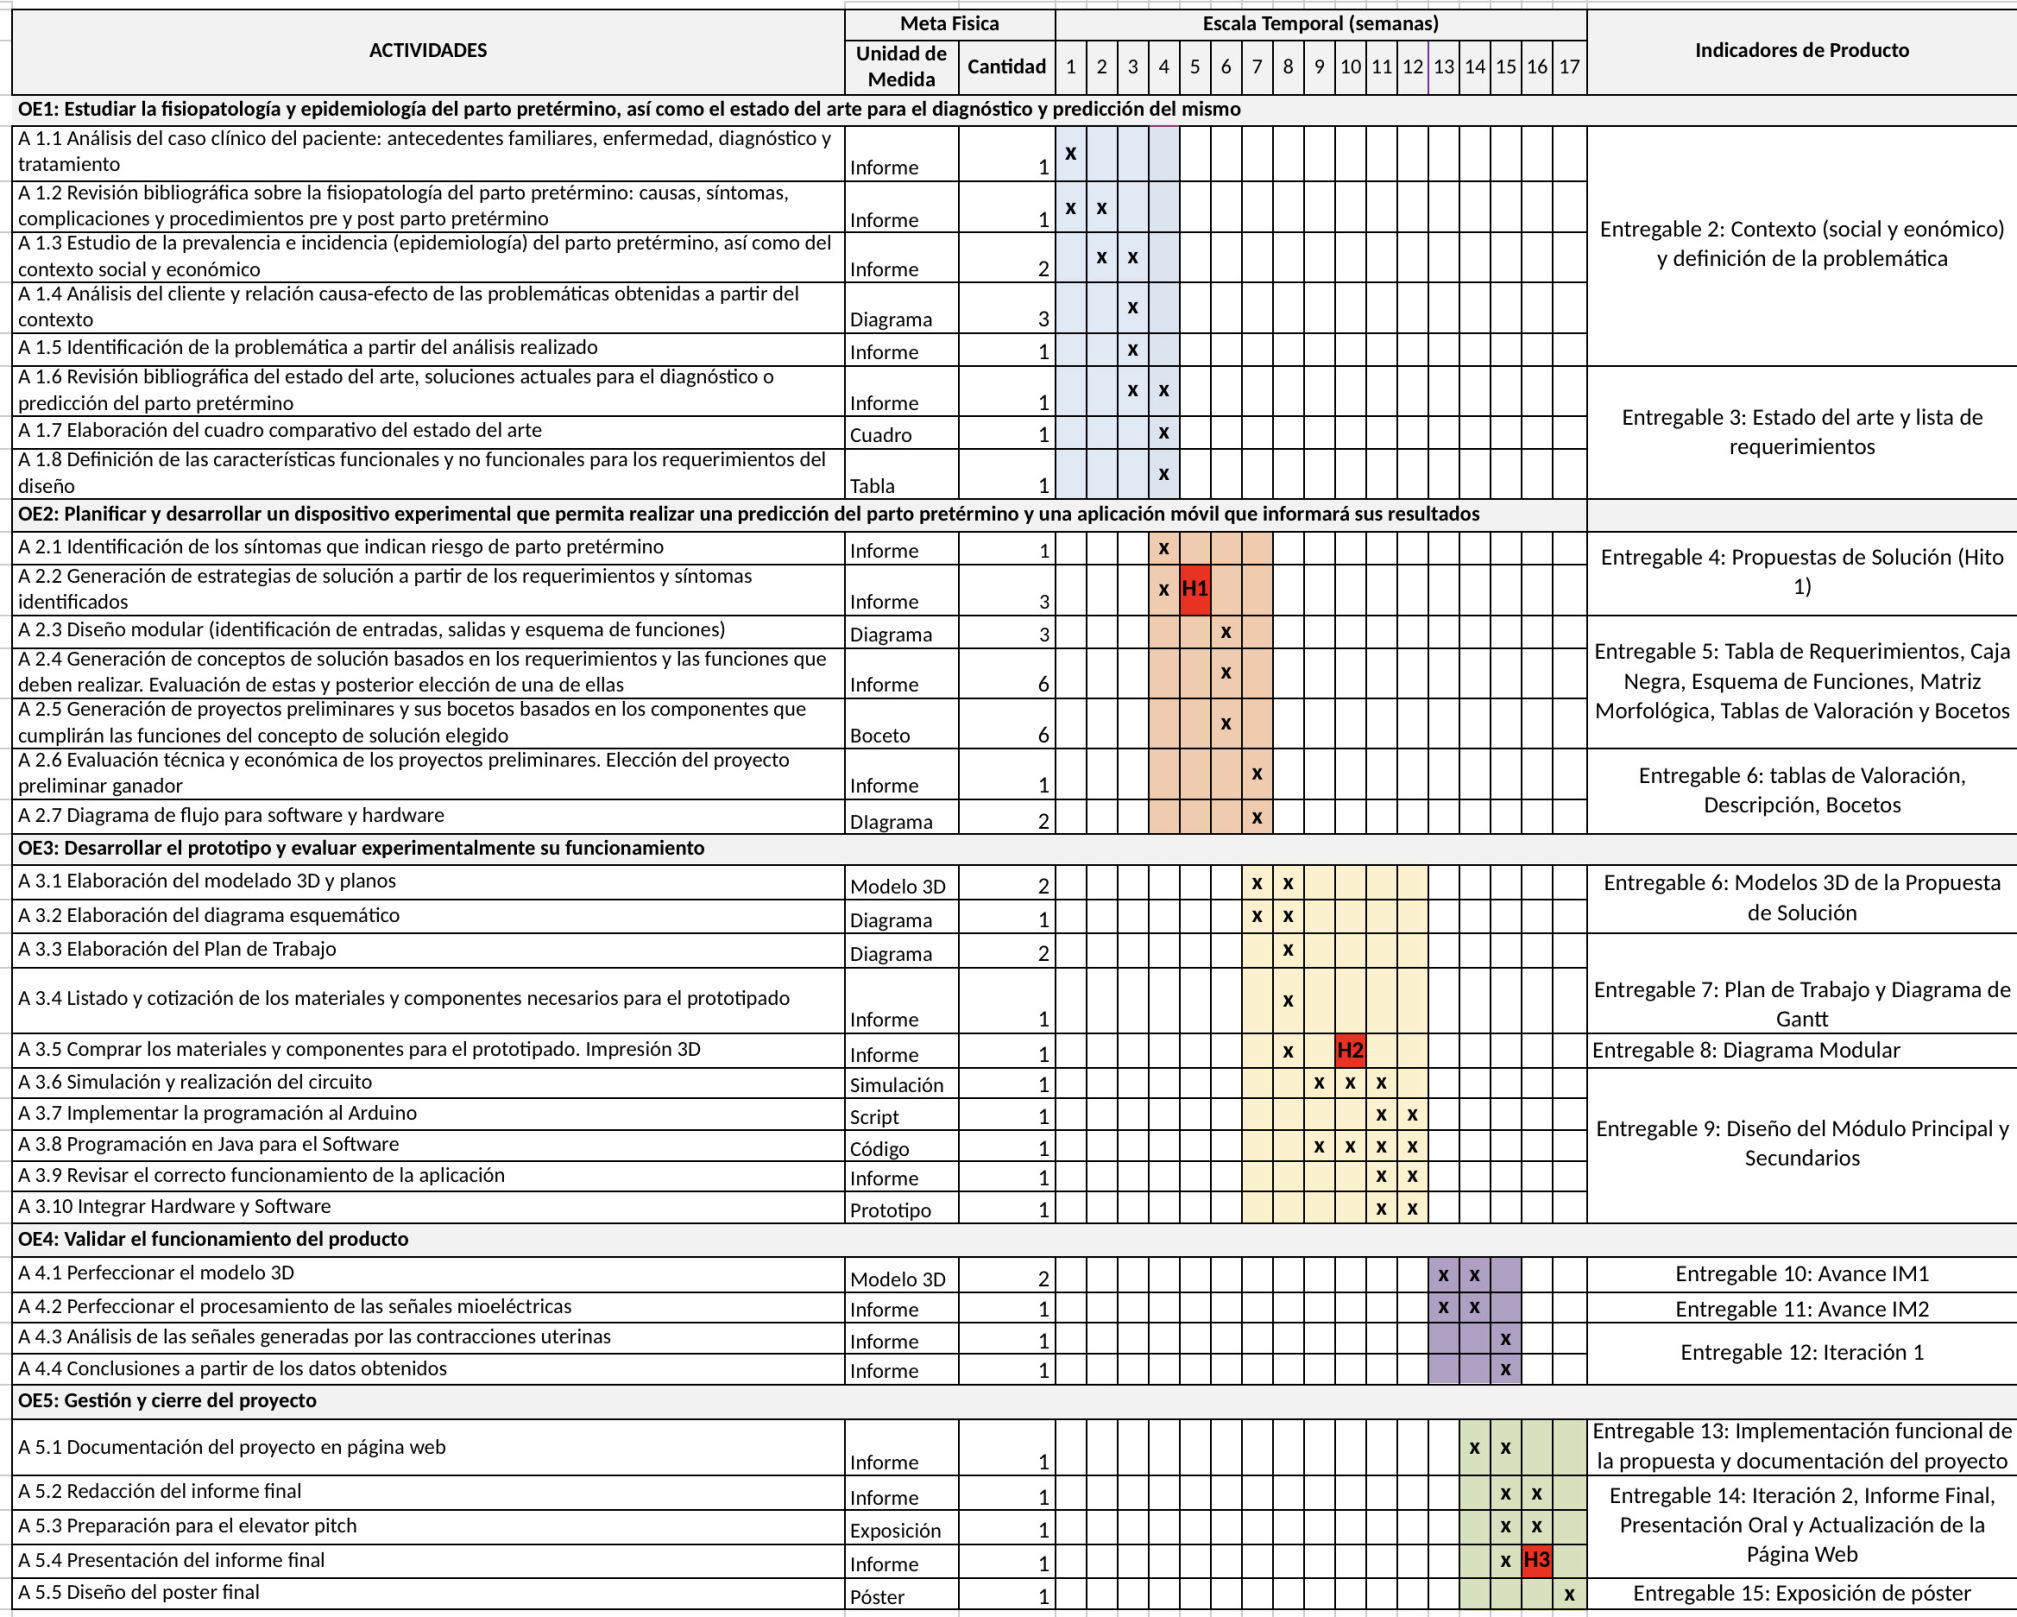 ACTIVIDADES
Meta Fisica
Escala Temporal (semanas)
Indicadores de Producto
Unidad de
Medida
Cantidad
1 2 3 4 5 6 7 8 9 10 11 12 13 14 15 16 17
OE1: Estudiar la fisiopatología y epidemiología del parto pretérmino, así como el estado del arte para el diagnóstico y predicción del mismo
A 1.1 Análisis del caso clínico del paciente: antecedentes familiares, enfermedad, diagnóstico y
tratamiento
Informe 1 x
A 1.2 Revisión bibliográfica sobre la fisiopatología del parto pretérmino: causas, síntomas,
complicaciones y procedimientos pre y post parto pretérmino
Informe 1 x x
A 1.3 Estudio de la prevalencia e incidencia (epidemiología) del parto pretérmino, así como del
contexto social y económico
Informe 2 x x
A 1.4 Análisis del cliente y relación causa-efecto de las problemáticas obtenidas a partir del
contexto
Diagrama 3 x
A 1.5 Identificación de la problemática a partir del análisis realizado
Informe 1 x
Entregable 2: Contexto (social y eonómico)
y definición de la problemática
A 1.6 Revisión bibliográfica del estado del arte, soluciones actuales para el diagnóstico o
predicción del parto pretérmino
Informe 1 x x
A 1.7 Elaboración del cuadro comparativo del estado del arte
Cuadro 1 x
A 1.8 Definición de las características funcionales y no funcionales para los requerimientos del
diseño
Tabla 1 x
Entregable 3: Estado del arte y lista de
requerimientos
OE2: Planificar y desarrollar un dispositivo experimental que permita realizar una predicción del parto pretérmino y una aplicación móvil que informará sus resultados
A 2.1 Identificación de los síntomas que indican riesgo de parto pretérmino
Informe 1 x
A 2.2 Generación de estrategias de solución a partir de los requerimientos y síntomas
identificados
Informe 3 x H1
Entregable 4: Propuestas de Solución (Hito
1)
A 2.3 Diseño modular (identificación de entradas, salidas y esquema de funciones)
Diagrama 3 x
A 2.4 Generación de conceptos de solución basados en los requerimientos y las funciones que
deben realizar. Evaluación de estas y posterior elección de una de ellas
Informe 6 x
A 2.5 Generación de proyectos preliminares y sus bocetos basados en los componentes que
cumplirán las funciones del concepto de solución elegido
Boceto 6 x
Entregable 5: Tabla de Requerimientos, Caja
Negra, Esquema de Funciones, Matriz
Morfológica, Tablas de Valoración y Bocetos
A 2.6 Evaluación técnica y económica de los proyectos preliminares. Elección del proyecto
preliminar ganador
Informe 1 x
A 2.7 Diagrama de flujo para software y hardware
DIagrama 2 x
Entregable 6: tablas de Valoración,
Descripción, Bocetos
OE3: Desarrollar el prototipo y evaluar experimentalmente su funcionamiento
A 3.1 Elaboración del modelado 3D y planos
Modelo 3D 2 x x
A 3.2 Elaboración del diagrama esquemático
Diagrama 1 x x
Entregable 6: Modelos 3D de la Propuesta
de Solución
A 3.3 Elaboración del Plan de Trabajo
Diagrama 2 x
A 3.4 Listado y cotización de los materiales y componentes necesarios para el prototipado
Informe 1 x
Entregable 7: Plan de Trabajo y Diagrama de
Gantt
A 3.5 Comprar los materiales y componentes para el prototipado. Impresión 3D
Informe 1 x H2
Entregable 8: Diagrama Modular
A 3.6 Simulación y realización del circuito
Simulación 1 x x x
A 3.7 Implementar la programación al Arduino
Script 1 x x
A 3.8 Programación en Java para el Software
Código 1 x x x x
A 3.9 Revisar el correcto funcionamiento de la aplicación
Informe 1 x x
A 3.10 Integrar Hardware y Software
Prototipo 1 x x
Entregable 9: Diseño del Módulo Principal y
Secundarios
OE4: Validar el funcionamiento del producto
A 4.1 Perfeccionar el modelo 3D
Modelo 3D 2 x x
Entregable 10: Avance IM1
A 4.2 Perfeccionar el procesamiento de las señales mioeléctricas
Informe 1 x x
Entregable 11: Avance IM2
A 4.3 Análisis de las señales generadas por las contracciones uterinas
Informe 1 x
A 4.4 Conclusiones a partir de los datos obtenidos
Informe 1 x
Entregable 12: Iteración 1
OE5: Gestión y cierre del proyecto
A 5.1 Documentación del proyecto en página web
Informe 1 x x
Entregable 13: Implementación funcional de
la propuesta y documentación del proyecto
A 5.2 Redacción del informe final
Informe 1 x x
A 5.3 Preparación para el elevator pitch
Exposición 1 x x
A 5.4 Presentación del informe final
Informe 1 x H3
Entregable 14: Iteración 2, Informe Final,
Presentación Oral y Actualización de la
Página Web
A 5.5 Diseño del poster final
Póster 1 x
Entregable 15: Exposición de póster